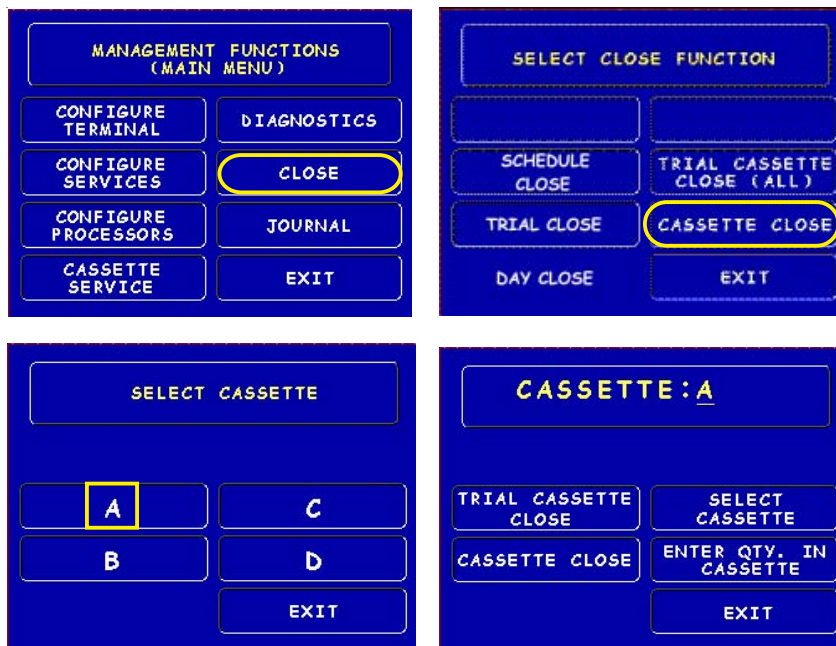 MANAGEMENT FUNCTIONS
(MAIN MENU)
CONFIGURE
TERMINAL
DIAGNOSTICS
CONFIGURE
SERVICES
CLOSE
CONFIGURE
PROCESSORS
JOURNAL
CASSETTE
SERVICE
EXIT
SELECT CLOSE FUNCTION
SCHEDULE
CLOSE
TRIAL CASSETTE
CLOSE (ALL)
TRIAL CLOSE
CASSETTE CLOSE
DAY CLOSE
EXIT
SELECT CASSETTE
A
C
B
D
EXIT
CASSETTE:A
TRIAL CASSETTE
CLOSE
SELECT
CASSETTE
CASSETTE CLOSE
ENTER QTY. IN
CASSETTE
EXIT